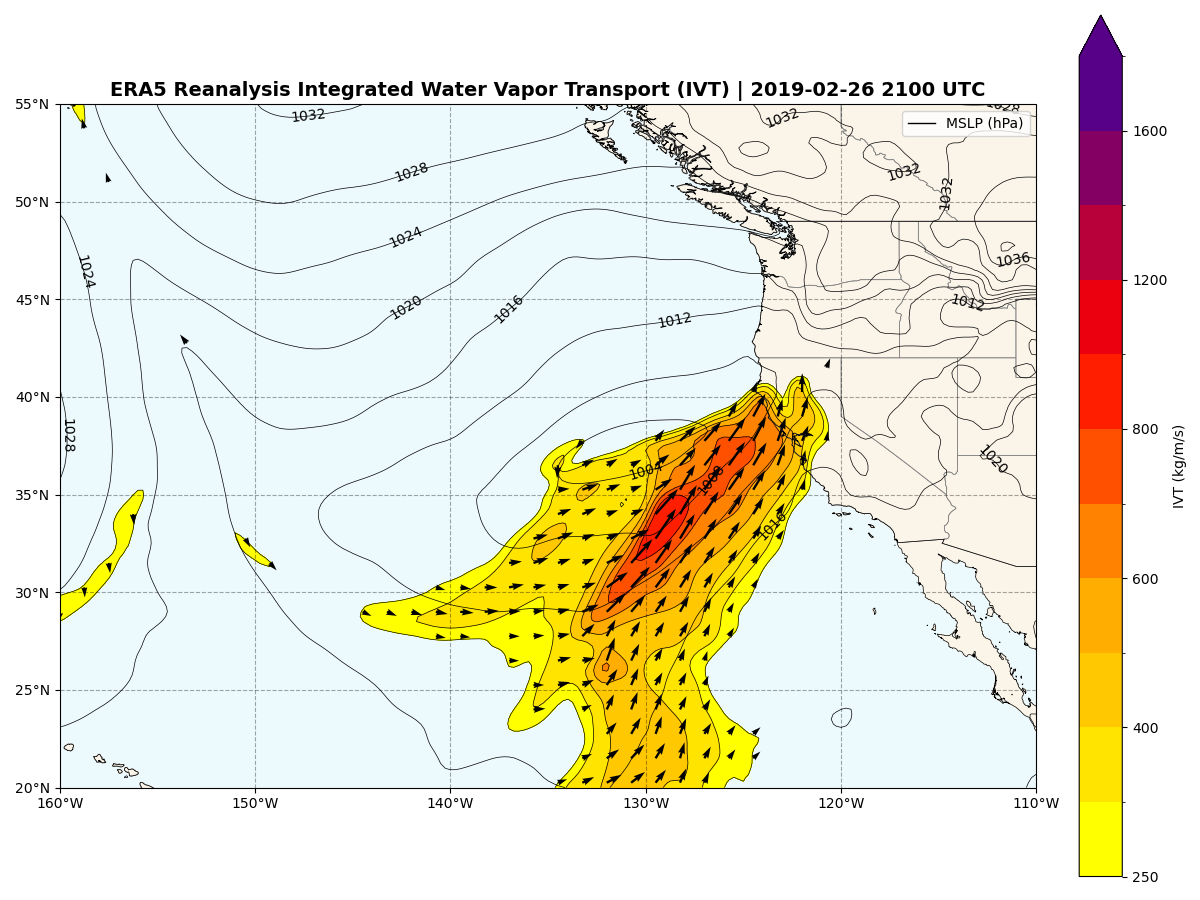 ERA5 Reanalysis Integrated Water Vapor Transport (IVT) | 2019-02-26 2100 UTC
MSLP (hPa)
55°N
50°N
45°N
40°N
35°N
30°N
25°N
20°N
160°W
150°W
140°W
130°W
120°W
110°W
1032
1032
1028
1028
1032
1032
1024
1024
1036
1020
1016
1012
1012
1028
1004
1008
1020
1016
1600
1200
800
600
400
250
IVT (kg/m/s)